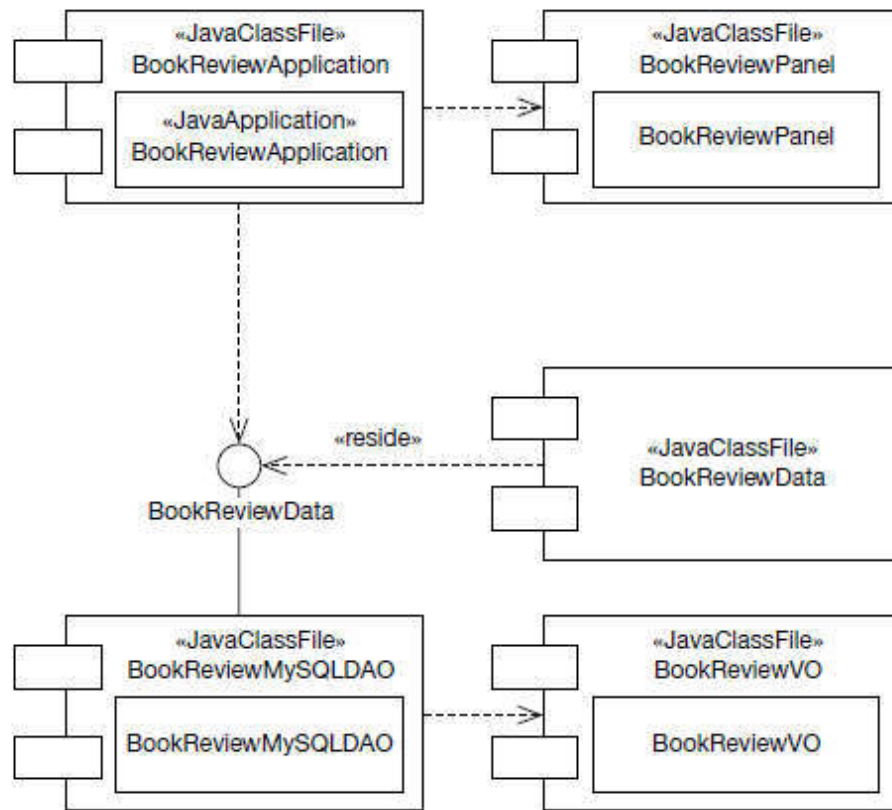 «JavaClassFile»
BookReviewApplication
«JavaApplication»
BookReviewApplication
«JavaClassFile»
BookReviewPanel
BookReviewPanel
«reside»
BookReviewData
«JavaClassFile»
BookReviewData
«JavaClassFile»
BookReviewMySQLDAO
BookReviewMySQLDAO
«JavaClassFile»
BookReviewVO
BookReviewVO